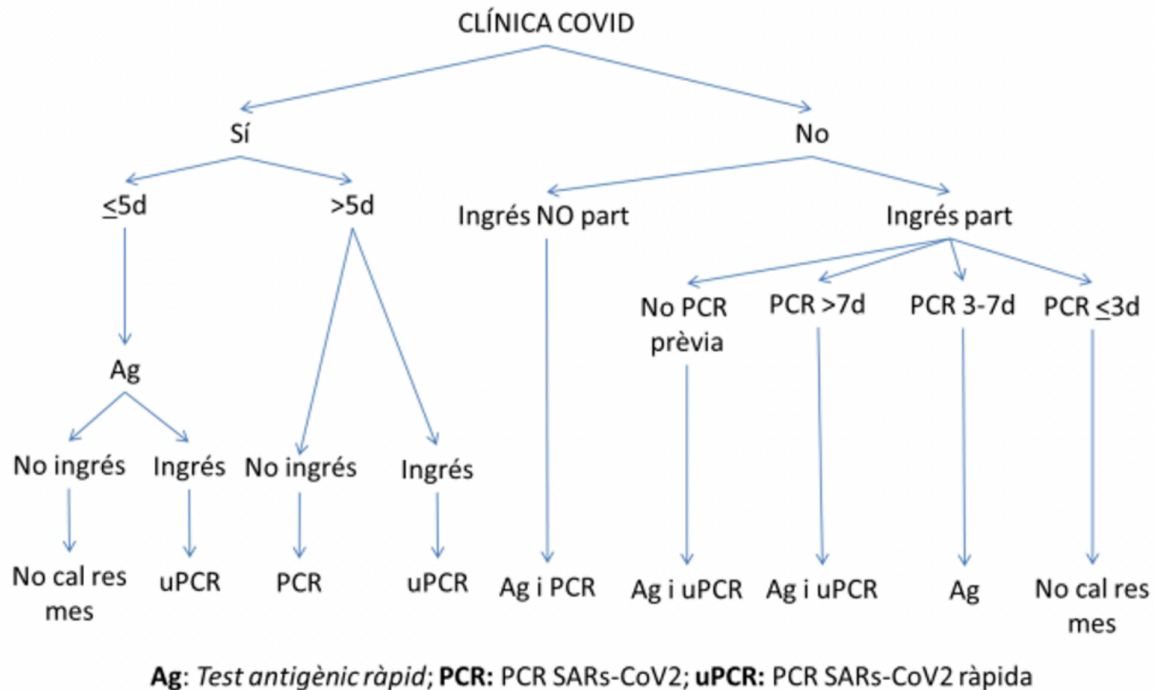 CLÍNICA COVID
Sí
No
≤5d
>5d
Ingrés NO part
Ingrés part
No PCR
prèvia
PCR >7d
PCR 3-7d
PCR ≤3d
Ag
No ingrés
Ingrés
No ingrés
Ingrés
No cal res
mes
uPCR
PCR
uPCR
Ag i PCR
Ag i uPCR
Ag i uPCR
Ag
No cal res
mes
Ag: Test antigènic ràpid; PCR: PCR SARs-CoV2; uPCR: PCR SARs-CoV2 ràpida